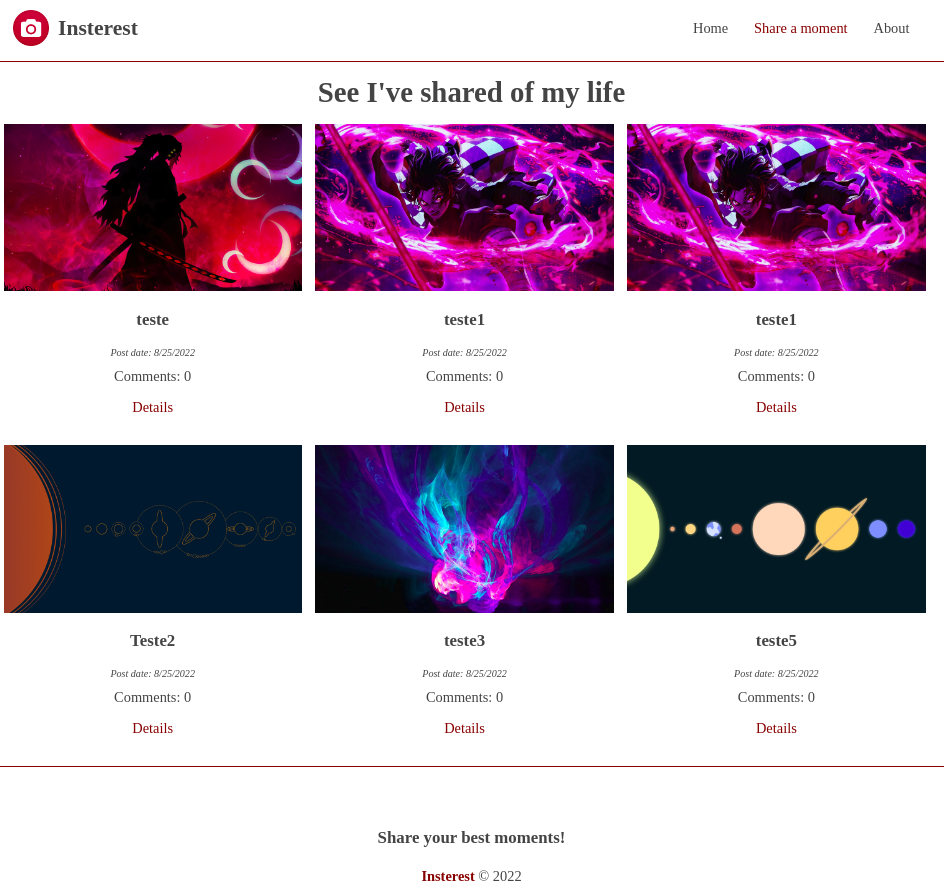 Insterest
Home Share a moment About
See I've shared of my life
teste teste1 teste1
Post date: 8/25/2022 Post date: 8/25/2022 Post date: 8/25/2022
Comments: 0 Comments: 0 Comments: 0
Details Details Details
Teste2 teste3 teste5
Post date: 8/25/2022 Post date: 8/25/2022 Post date: 8/25/2022
Comments: 0 Comments: 0 Comments: 0
Details Details Details
Share your best moments!
Insterest © 2022